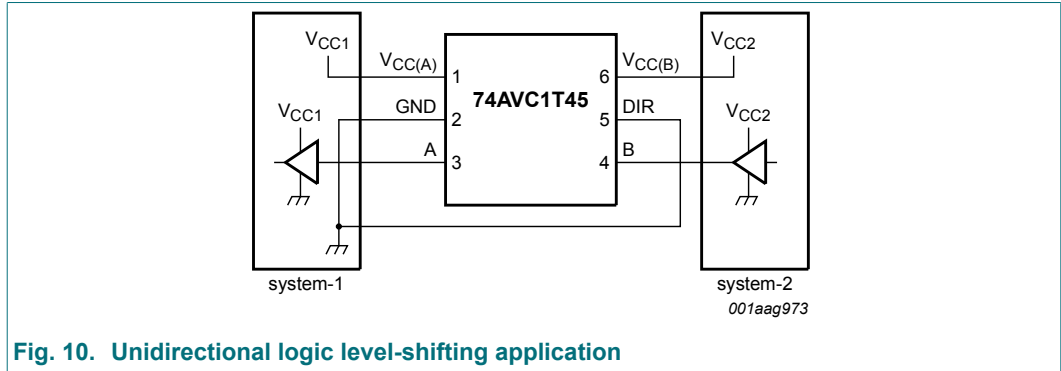 VCC1
VCC(A)
1
GND
2
A
3
VCC1
74AVC1T45
VCC(B)
6
DIR
5
B
4
VCC2
VCC2
system-1
system-2
001aag973
Fig. 10. Unidirectional logic level-shifting application